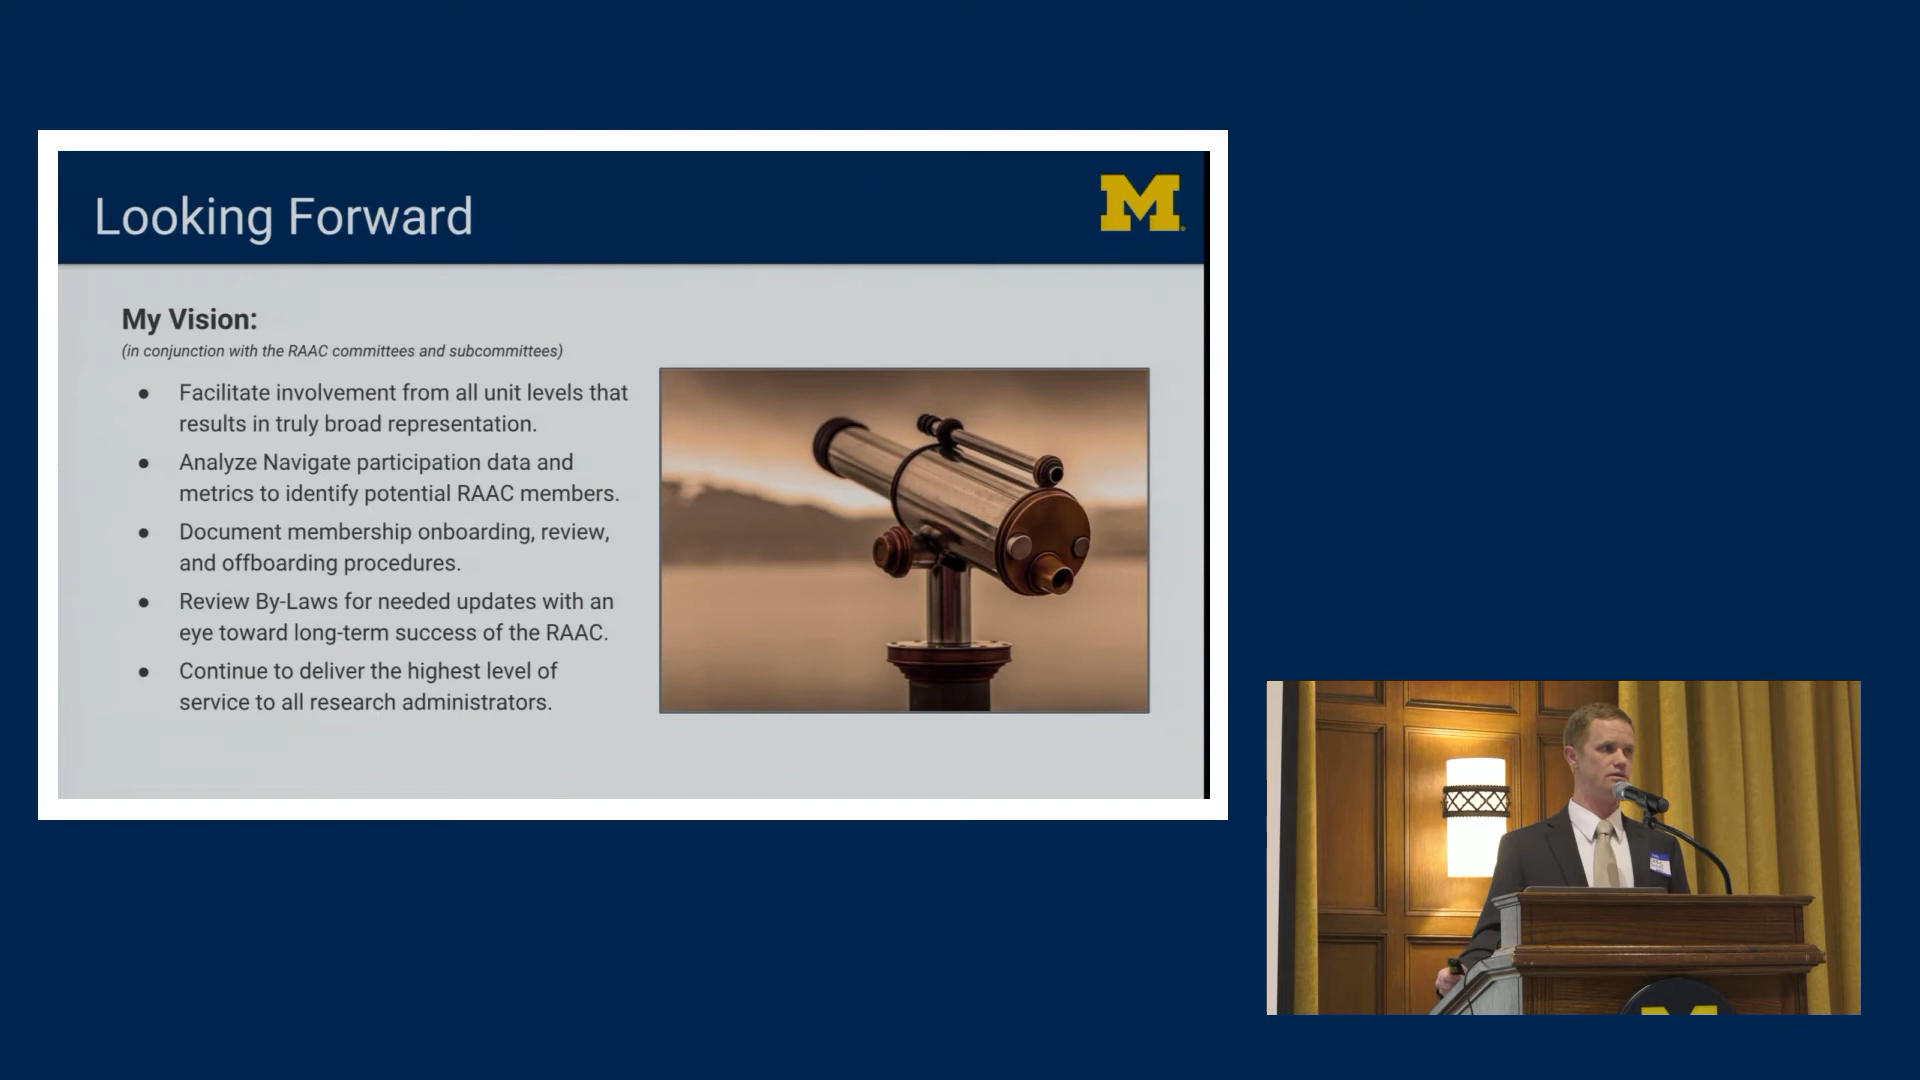 Looking Forward
M
My Vision:
(in conjunction with the RAAC committees and subcommittees)
● Facilitate involvement from all unit levels that
results in truly broad representation.
● Analyze Navigate participation data and
metrics to identify potential RAAC members.
● Document membership onboarding, review,
and offboarding procedures.
● Review By-Laws for needed updates with an
eye toward long-term success of the RAAC.
● Continue to deliver the highest level of
service to all research administrators.
M